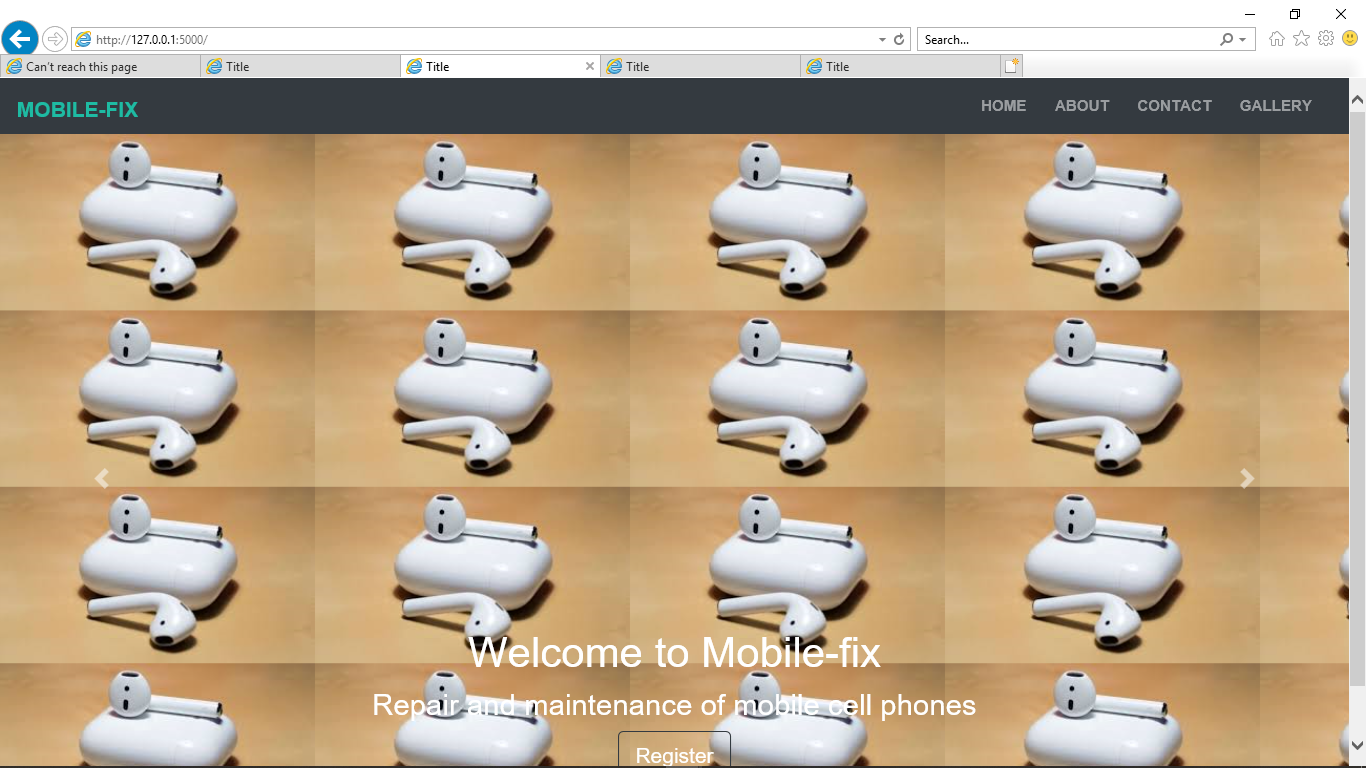 http://127.0.0.1:5000/
Search...
Can't reach this page
Title
Title
Title
Title
MOBILE-FIX
HOME ABOUT CONTACT GALLERY
Welcome to Mobile-fix
Repair and maintenance of mobile cell phones
Register